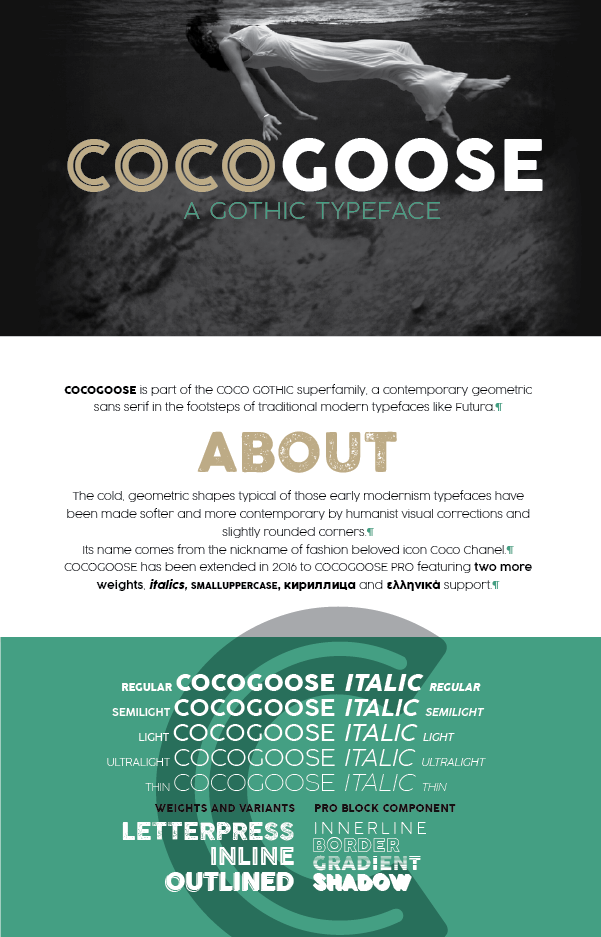 COCOGOOSE
A GOTHIC TYPEFACE
COCOGOOSE is part of the COCO GOTHIC superfamily, a contemporary geometric
sans serif in the footsteps of traditional modern typefaces like Futura.¶
ABOUT
The cold, geometric shapes typical of those early modernism typefaces have
been made softer and more contemporary by humanist visual corrections and
slightly rounded corners.¶
Its name comes from the nickname of fashion beloved icon Coco Chanel.¶
COCOGOOSE has been extended in 2016 to COCOGOOSE PRO featuring two more
weights, italics, SMALLUPPERCASE, кириллица and ελληνικά support.¶
REGULAR COCOGOOSE ITALIC REGULAR
SEMILIGHT COCOGOOSE ITALIC SEMILIGHT
LIGHT COCOGOOSE ITALIC LIGHT
ULTRALIGHT COCOGOOSE ITALIC ULTRALIGHT
THIN COCOGOOSE ITALIC THIN
WEIGHTS AND VARIANTS
LETTERPRESS
INLINE
OUTLINED
PRO BLOCK COMPONENT
INNERLINE
BORDER
GRADIENT
SHADOW